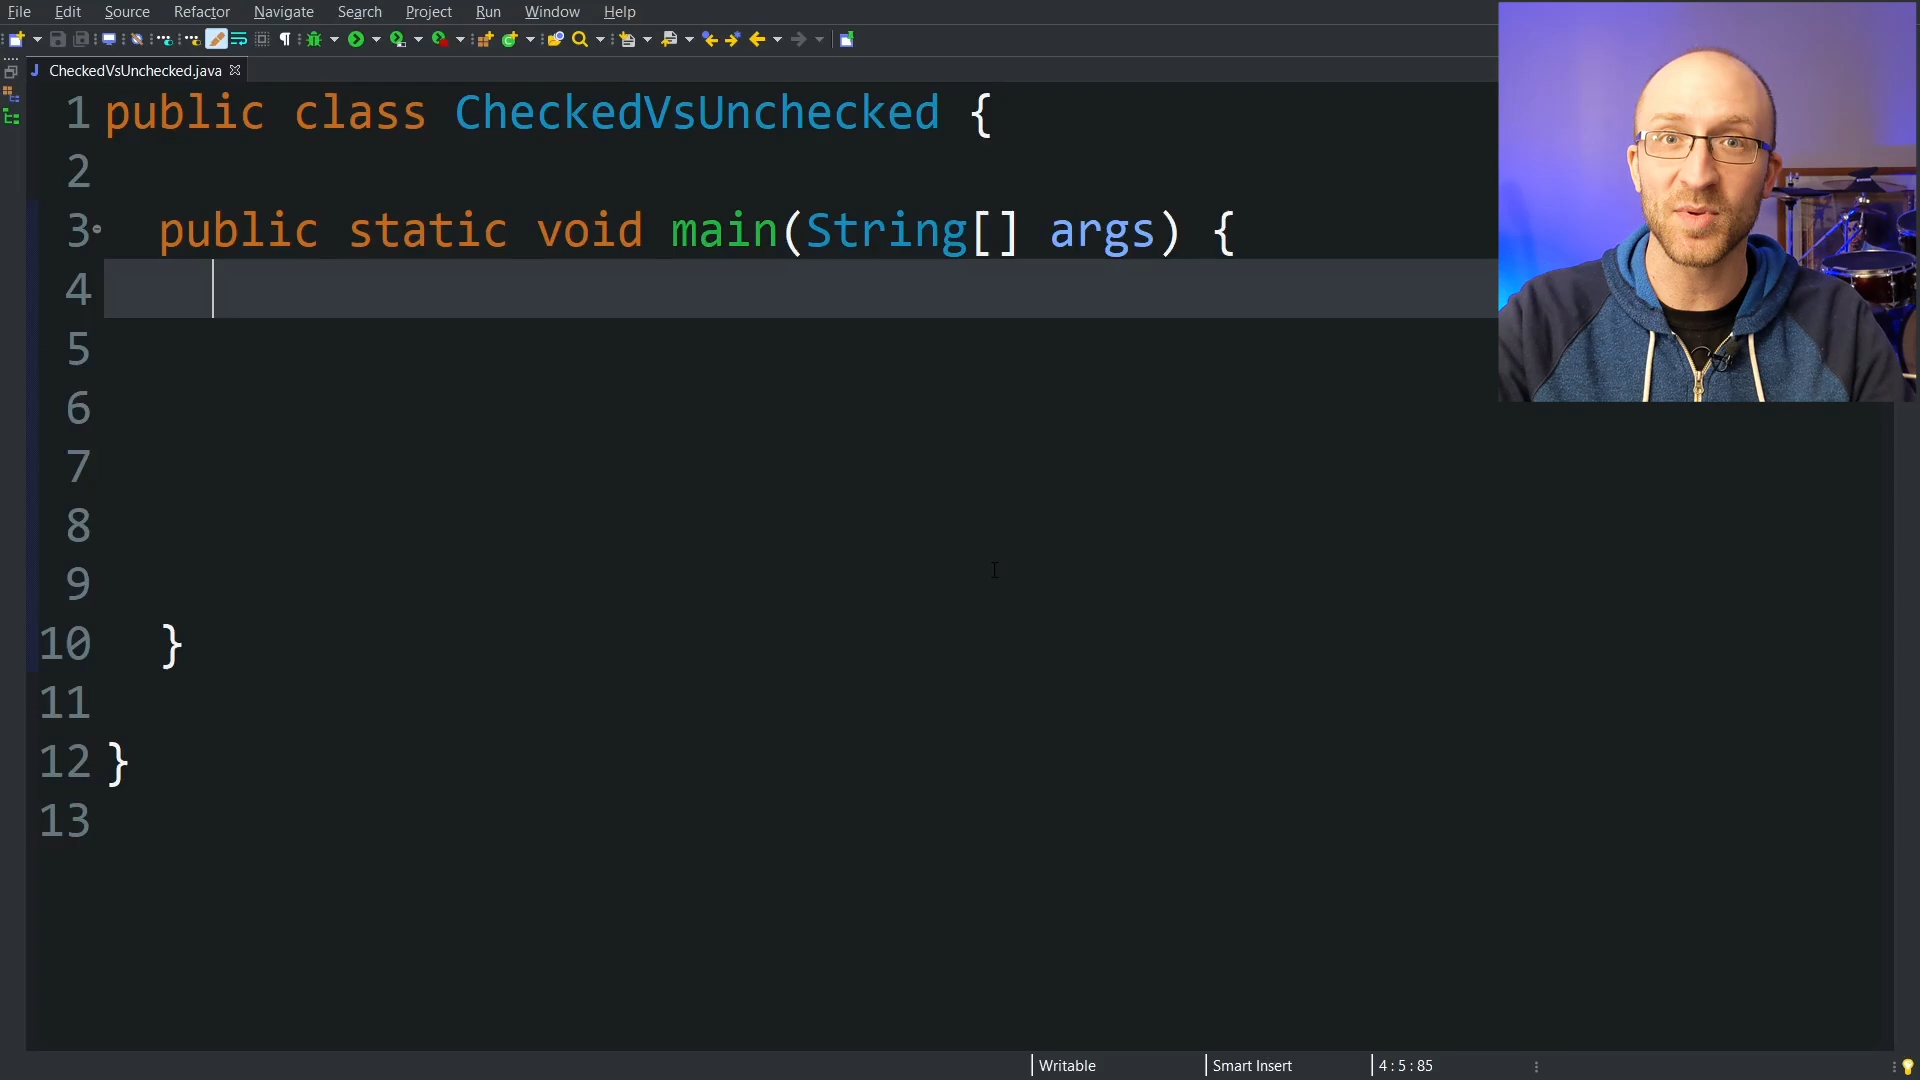 File Edit Source Refactor Navigate Search Project Run Window Help
CheckedVsUnchecked.java
1 public class CheckedVsUnchecked {
2
3 public static void main(String[] args) {
4
5
6
7
8
9
10 }
11
12 }
13
Writable Smart Insert 4 : 5 : 85